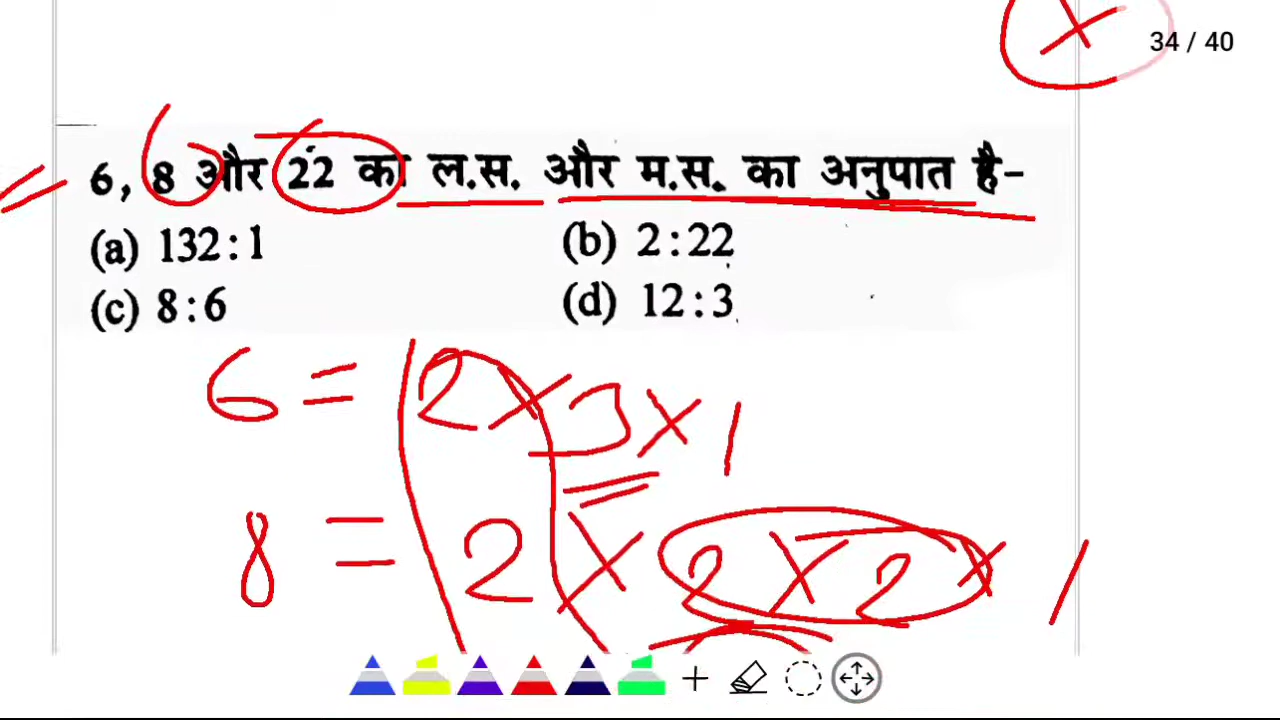 34 / 40
6, 8 और 22 का ल.स. और म.स. का अनुपात है-
(a) 132:1 (b) 2:22
(c) 8:6 (d) 12:3
6 = 2 × 3 × 1
8 = 2 × 2 × 2 × 1